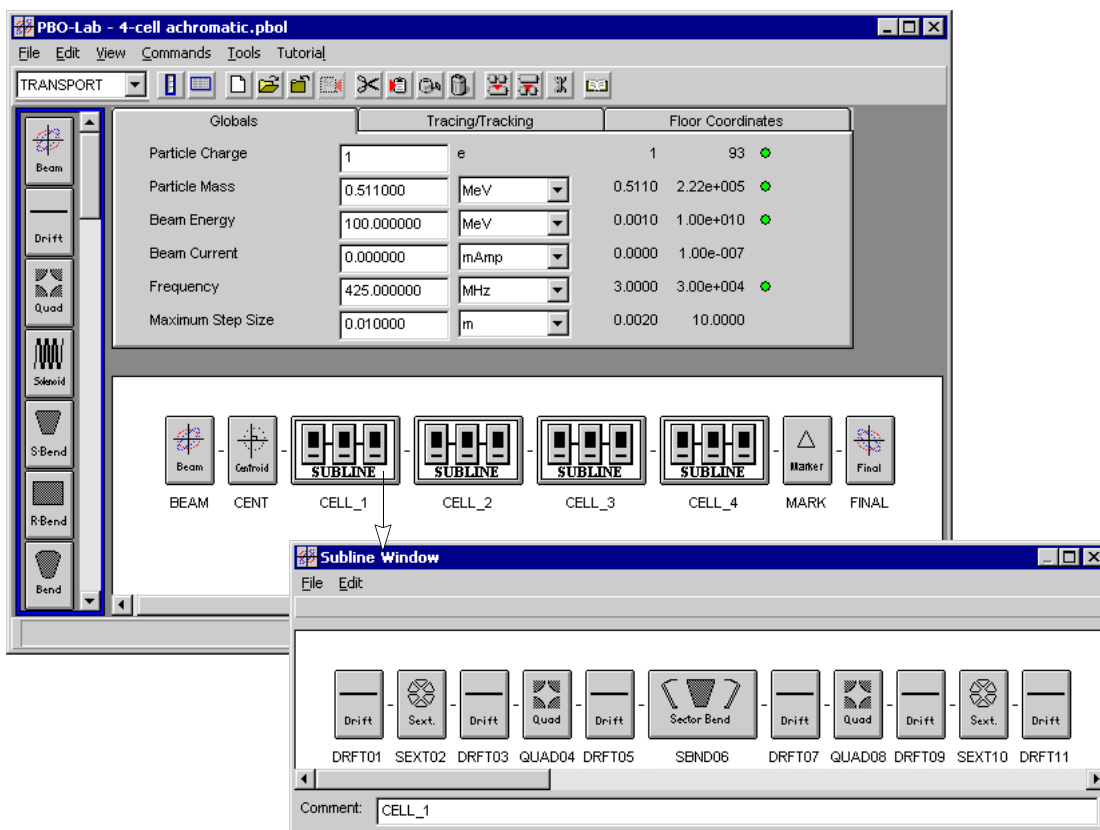 PBO-Lab - 4-cell achromatic.pbol
File Edit View Commands Tools Tutorial
TRANSPORT
Globals Tracing/Tracking Floor Coordinates
Particle Charge 1 e 1 93
Particle Mass 0.511000 MeV 0.5110 2.22e+005
Beam Energy 100.000000 MeV 0.0010 1.00e+010
Beam Current 0.000000 mAmp 0.0000 1.00e-007
Frequency 425.000000 MHz 3.0000 3.00e+004
Maximum Step Size 0.010000 m 0.0020 10.0000
Beam
Drift
Quad
Solenoid
S-Bend
R-Bend
Bend
Beam - Centroid - SUBLINE - SUBLINE - SUBLINE - SUBLINE - Marker - Final
BEAM CENT CELL_1 CELL_2 CELL_3 CELL_4 MARK FINAL
Subline Window
File Edit
Drift - Sext. - Drift - Quad - Drift - Sector Bend - Drift - Quad - Drift - Sext. - Drift
DRFT01 SEXT02 DRFT03 QUAD04 DRFT05 SBND06 DRFT07 QUAD08 DRFT09 SEXT10 DRFT11
Comment: CELL_1